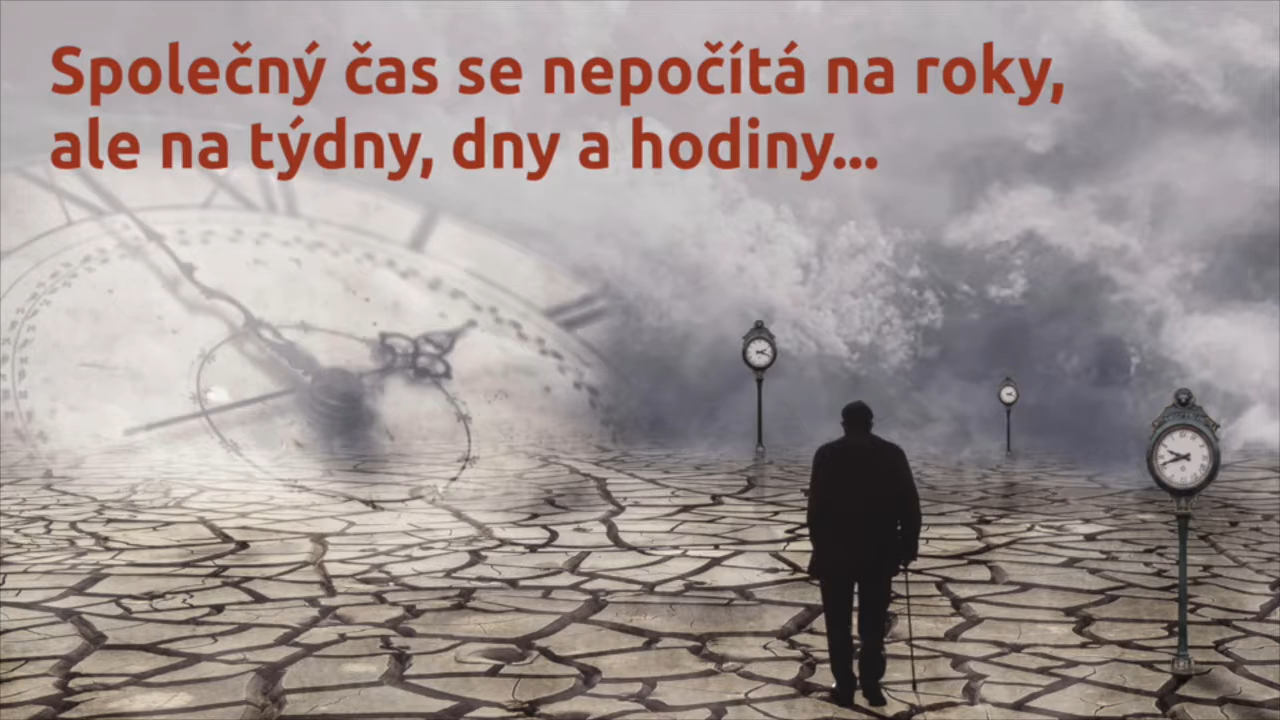 Společný čas se nepočítá na roky,
ale na týdny, dny a hodiny...